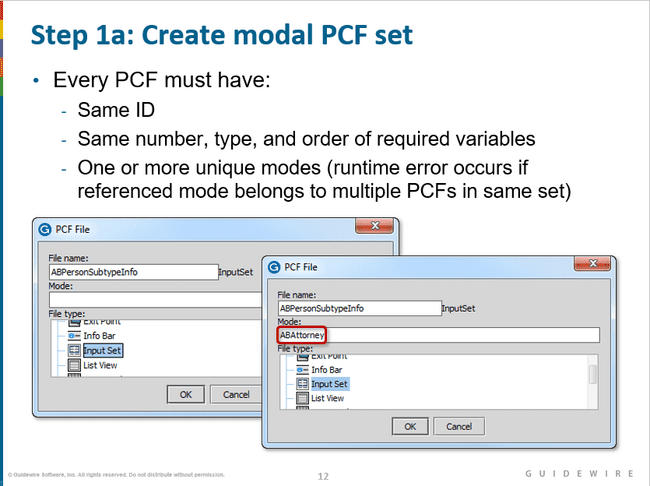 Step 1a: Create modal PCF set
• Every PCF must have:
- Same ID
- Same number, type, and order of required variables
- One or more unique modes (runtime error occurs if
referenced mode belongs to multiple PCFs in same set)
G PCF File
x
File name:
ABPersonSubtypeInfo InputSet
Mode:
File type:
Exit Point
Info Bar
Input Set
List View
OK Cancel
G PCF File
x
File name:
ABPersonSubtypeInfo InputSet
Mode:
ABAttorney
File type:
Exit Point
Info Bar
Input Set
List View
OK Cancel
© Guidewire Software, Inc. All rights reserved. Do not distribute without permission.
12
GUIDEWIRE